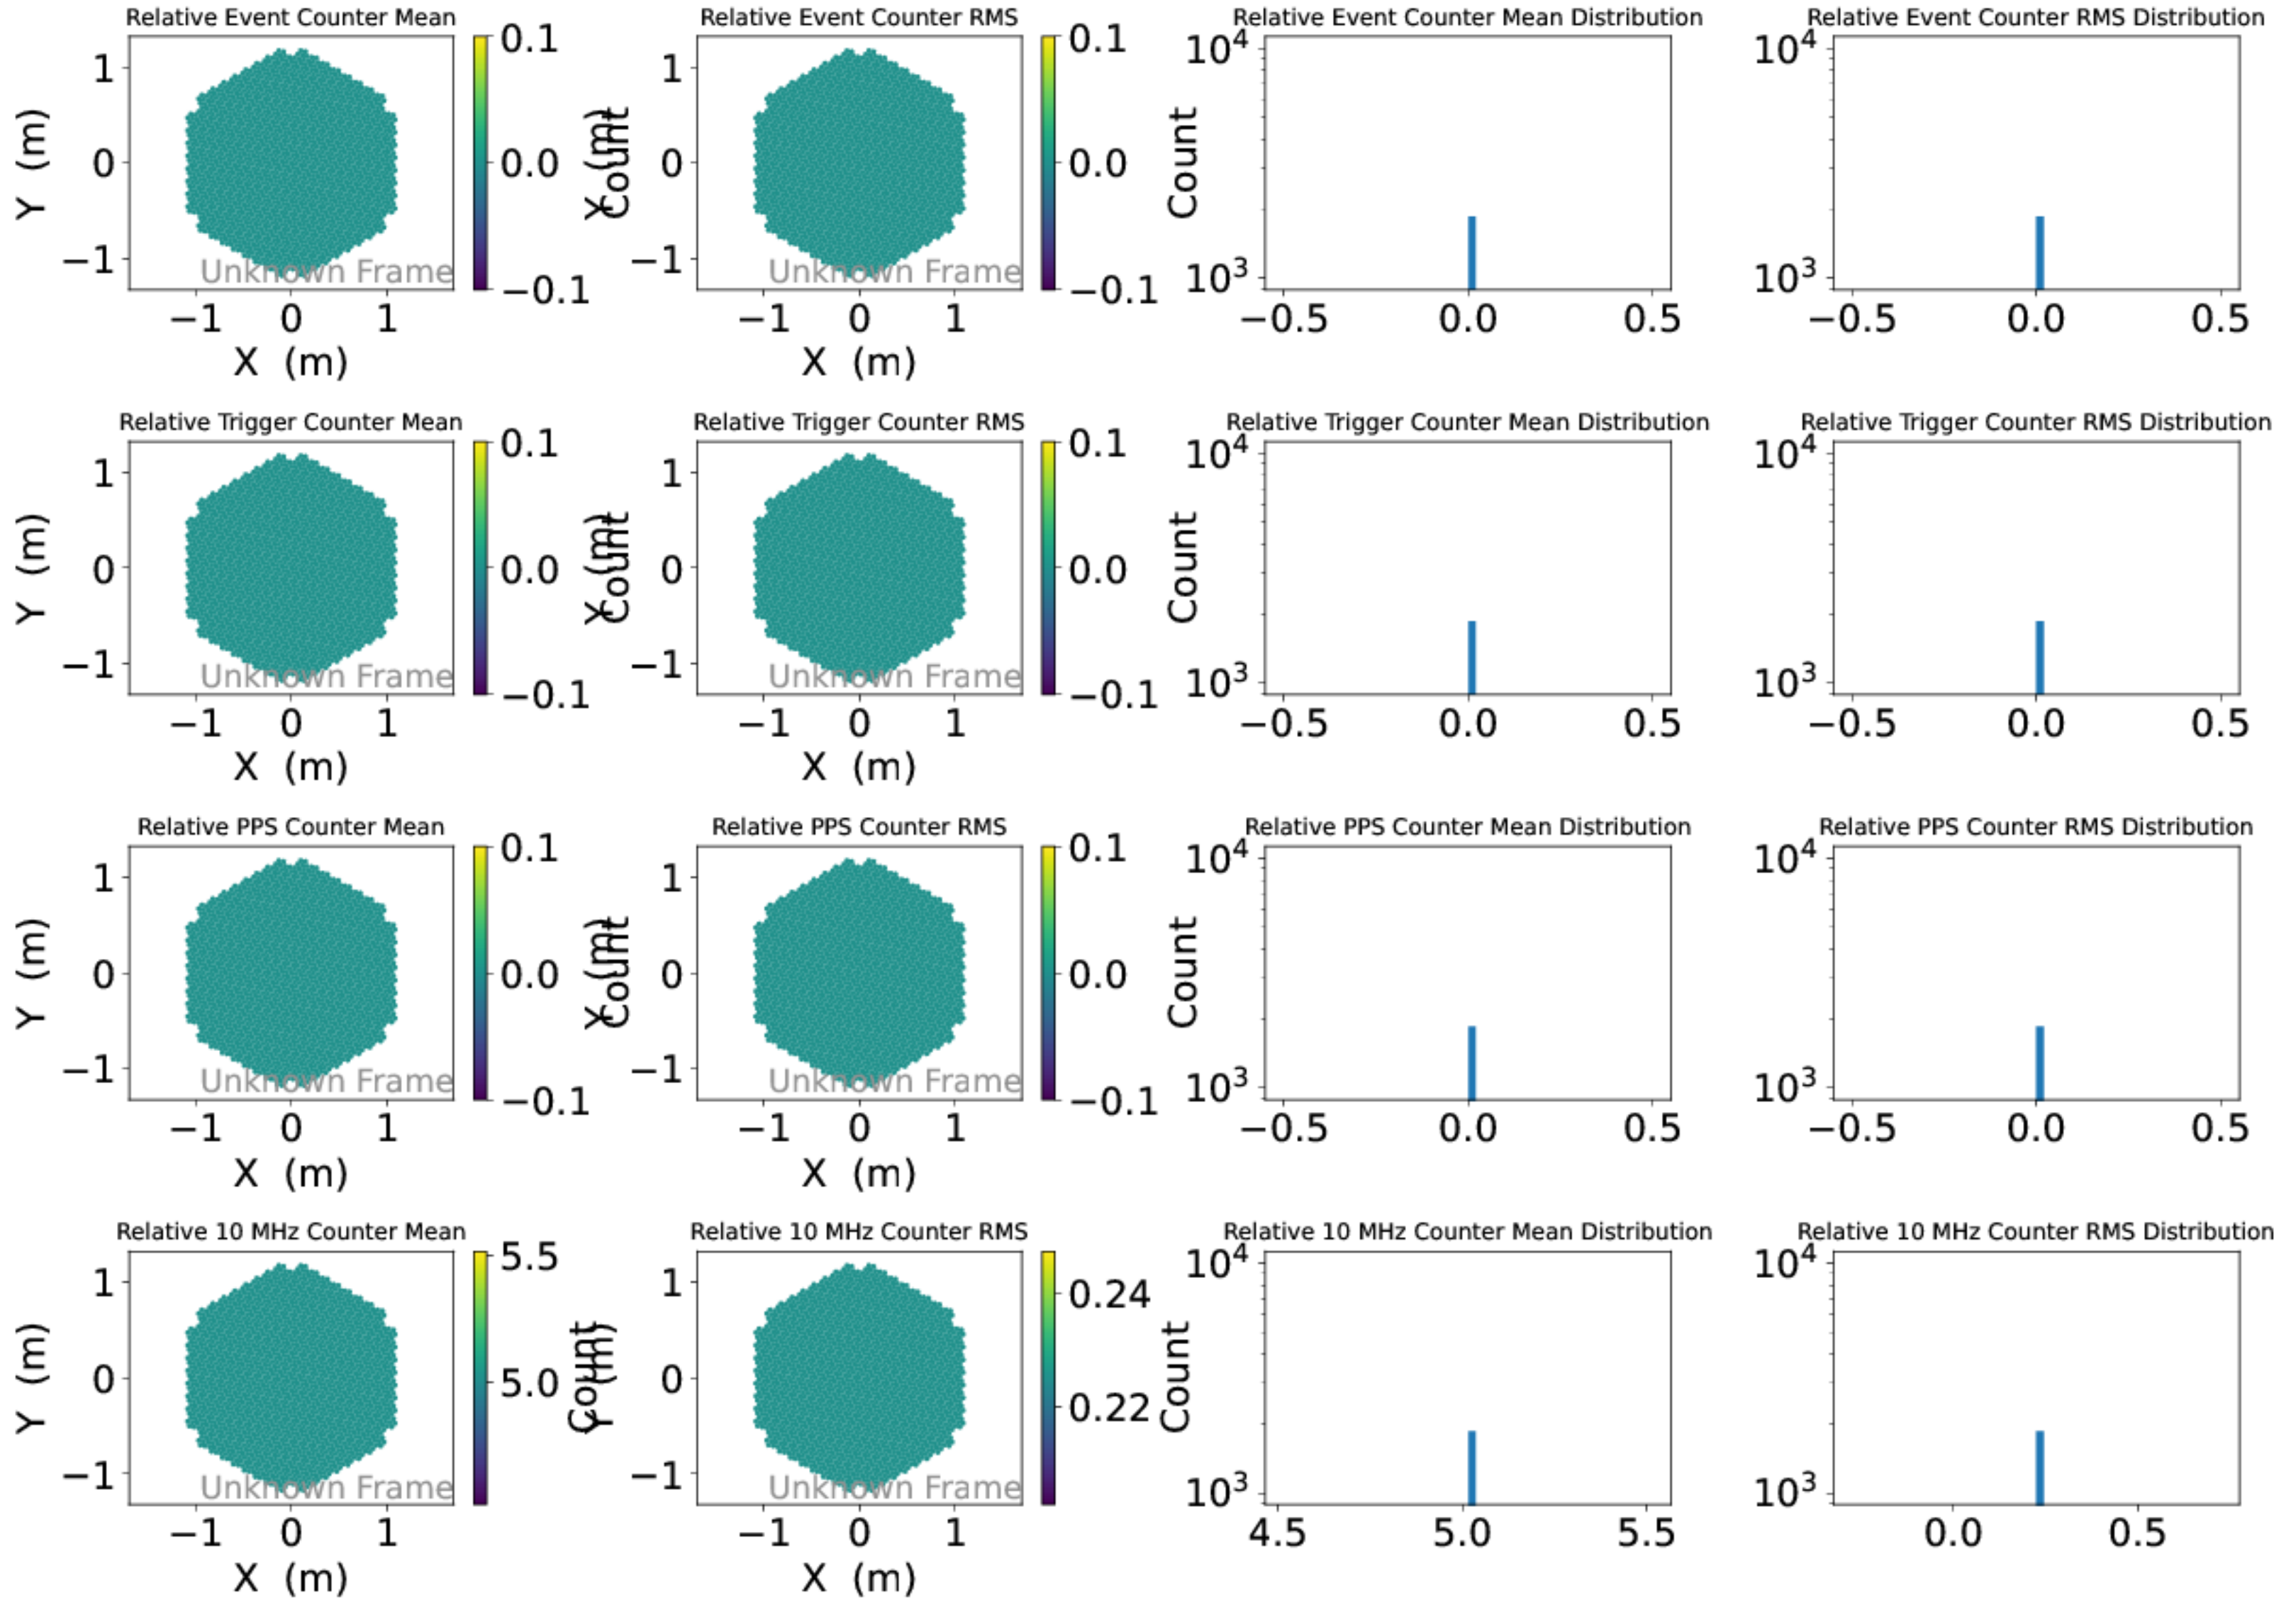 Relative Event Counter Mean
Relative Event Counter RMS
Relative Event Counter Mean Distribution
Relative Event Counter RMS Distribution
Y (m)
1
0
−1
Unknown Frame
−1 0 1
X (m)
0.1
0.0
−0.1
Count
Y (m)
1
0
−1
Unknown Frame
−1 0 1
X (m)
0.1
0.0
−0.1
Count
10⁴
10³
−0.5 0.0 0.5
10⁴
10³
−0.5 0.0 0.5
Relative Trigger Counter Mean
Relative Trigger Counter RMS
Relative Trigger Counter Mean Distribution
Relative Trigger Counter RMS Distribution
Y (m)
1
0
−1
Unknown Frame
−1 0 1
X (m)
0.1
0.0
−0.1
Count
Y (m)
1
0
−1
Unknown Frame
−1 0 1
X (m)
0.1
0.0
−0.1
Count
10⁴
10³
−0.5 0.0 0.5
10⁴
10³
−0.5 0.0 0.5
Relative PPS Counter Mean
Relative PPS Counter RMS
Relative PPS Counter Mean Distribution
Relative PPS Counter RMS Distribution
Y (m)
1
0
−1
Unknown Frame
−1 0 1
X (m)
0.1
0.0
−0.1
Count
Y (m)
1
0
−1
Unknown Frame
−1 0 1
X (m)
0.1
0.0
−0.1
Count
10⁴
10³
−0.5 0.0 0.5
10⁴
10³
−0.5 0.0 0.5
Relative 10 MHz Counter Mean
Relative 10 MHz Counter RMS
Relative 10 MHz Counter Mean Distribution
Relative 10 MHz Counter RMS Distribution
Y (m)
1
0
−1
Unknown Frame
−1 0 1
X (m)
5.5
5.0
Count
Y (m)
1
0
−1
Unknown Frame
−1 0 1
X (m)
0.24
0.22
Count
10⁴
10³
4.5 5.0 5.5
10⁴
10³
0.0 0.5